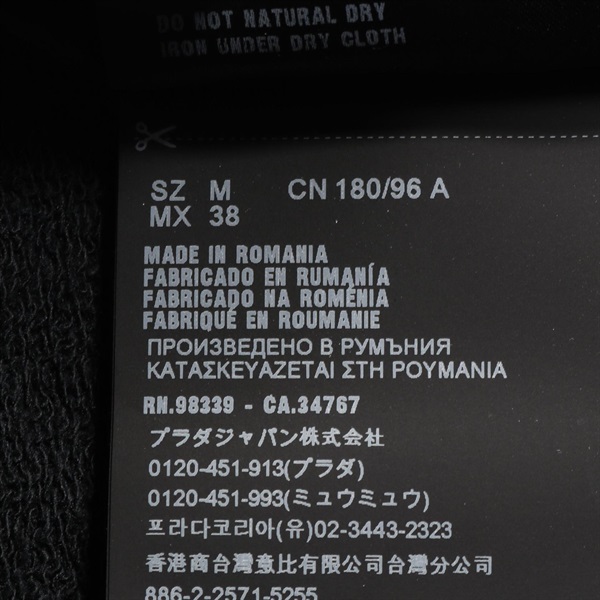 DO NOT NATURAL DRY
IRON UNDER DRY CLOTH
SZ M CN 180/96 A
MX 38
MADE IN ROMANIA
FABRICADO EN RUMANÍA
FABRICADO NA ROMÉNIA
FABRIQUÉ EN ROUMANIE
ПРОИЗВЕДЕНО В РУМЪНИЯ
ΚΑΤΑΣΚΕΥΑΖΕΤΑΙ ΣΤΗ ΡΟΥΜΑΝΙΑ
RN.98339 - CA.34767
プラダジャパン株式会社
0120-451-913(プラダ)
0120-451-993(ミュウミュウ)
프라다코리아(유)02-3443-2323
香港商台灣意比有限公司台灣分公司
886-2-2571-5255